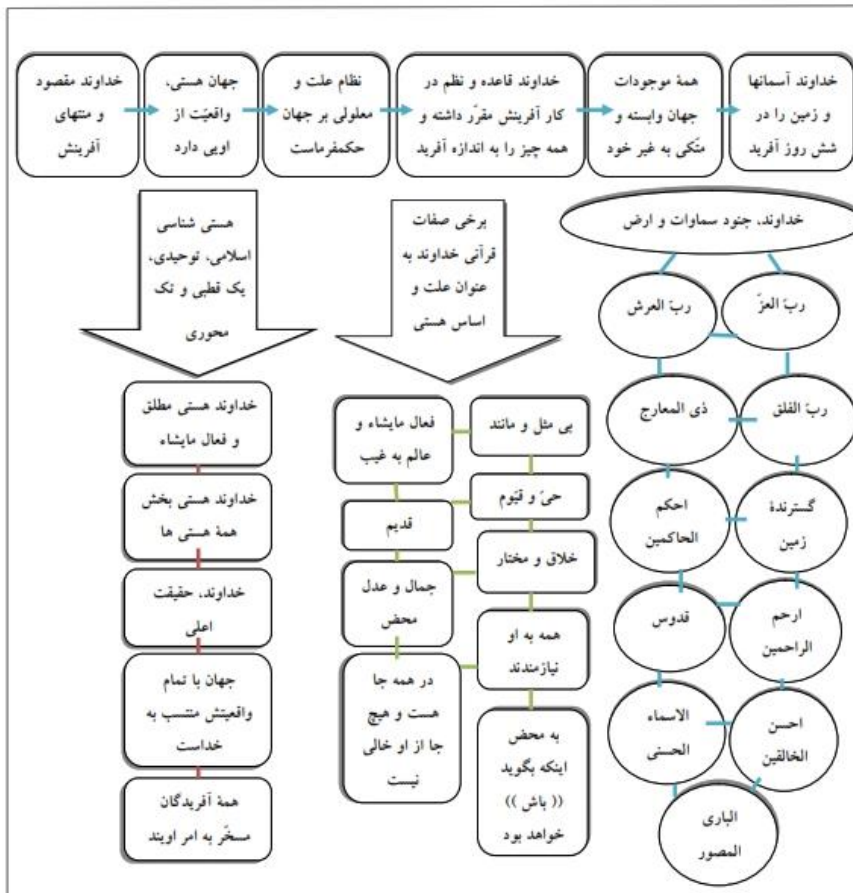 خداوند آسمانها
و زمین را در
شش روز آفرید
همهٔ موجودات
جهان وابسته و
متّکی به غیر خود
خداوند قاعده و نظم در
کار آفرینش مقرّر داشته و
همه چیز را به اندازه آفرید
نظام علت و
معلولی بر جهان
حکمفرماست
جهان هستی،
واقعیّت از
اویی دارد
خداوند مقصود
و منتهای
آفرینش
خداوند، جنود سماوات و ارض
ربّ العزّ
ربّ العرش
ربّ الفلق
ذی المعارج
گسترندهٔ
زمین
احکم
الحاکمین
ارحم
الراحمین
قدوس
احسن
الخالقین
الاسماء
الحسنی
الباری
المصور
برخی صفات
قرآنی خداوند به
عنوان علت و
اساس هستی
بی مثل و مانند
فعال مایشاء و
عالم به غیب
حیّ و قیّوم
قدیم
خلاق و مختار
جمال و عدل
محض
همه به او
نیازمندند
در همه جا
هست و هیچ
جا از او خالی
نیست
به محض
اینکه بگوید
(( باش ))
خواهد بود
هستی شناسی
اسلامی، توحیدی،
یک قطبی و تک
محوری
خداوند هستی مطلق
و فعال مایشاء
خداوند هستی بخش
همهٔ هستی ها
خداوند، حقیقت
اعلی
جهان با تمام
واقعیتش منتسب به
خداست
همهٔ آفریدگان
مسخّر به امر اویند